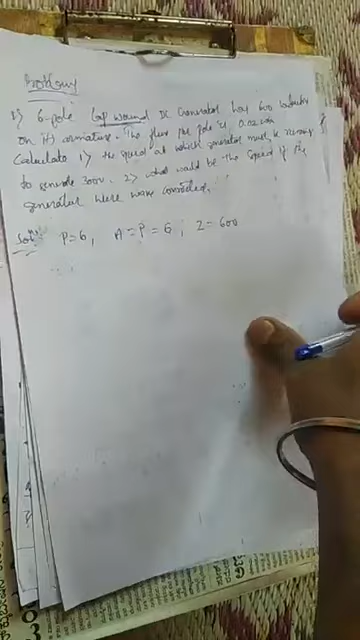 Problem
1) 6-pole lap wound DC Generator has 600 conductors
on its armature. The flux per pole is 0.02 wb
Calculate 1) the speed at which generator must be running
to generate 300V. 2) what would be the speed if the
generator were wave connected.
Sol: P=6, A=P=6; Z=600